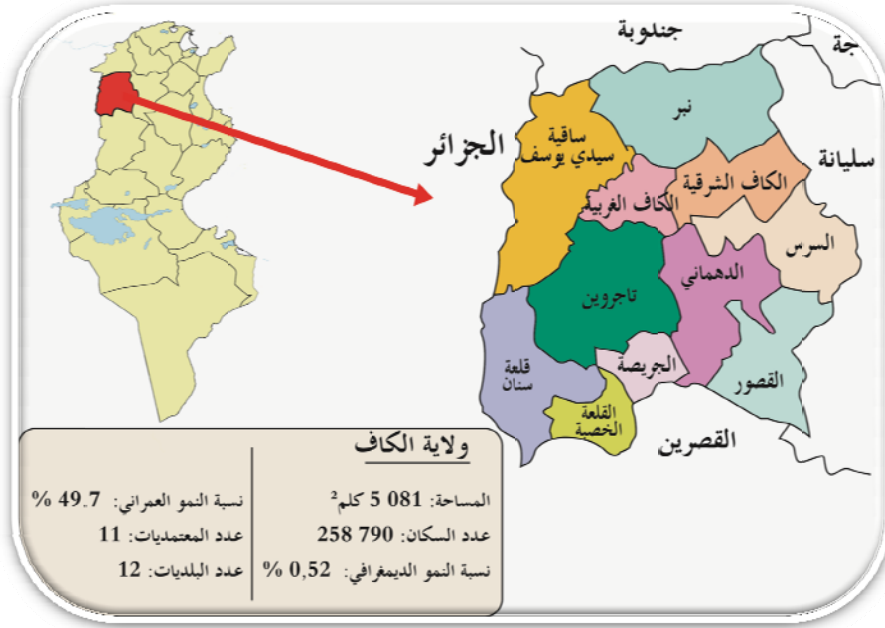 جندوبة
جة
نبر
ساقية
سيدي يوسف
الجزائر
سليانة
الكاف الشرقية
الكاف الغربية
السرس
الدهماني
تاجروين
الجريصة
قلعة
سنان
القصور
القلعة
الخصبة
القصرين
ولاية الكاف
المساحة: 081 5 كلم²
عدد السكان: 790 258
نسبة النمو الديمغرافي: 0,52 %
نسبة النمو العمراني: 49.7 %
عدد المعتمديات: 11
عدد البلديات: 12